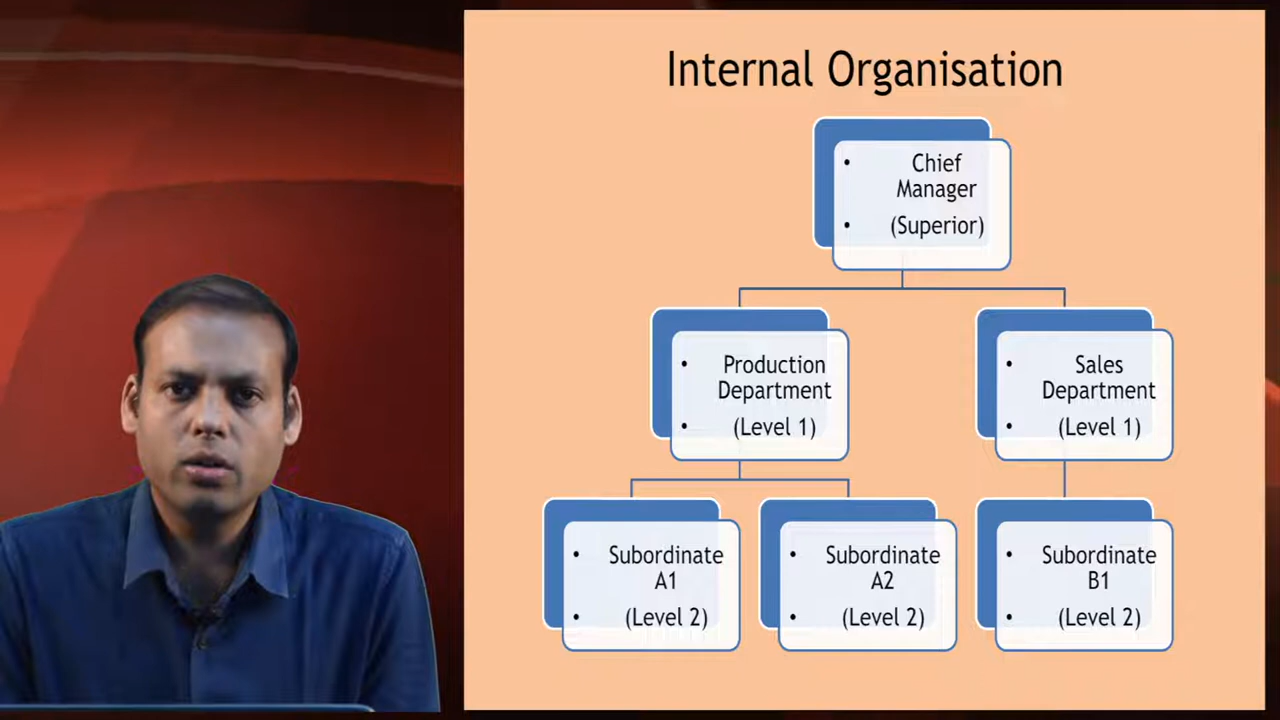 Internal Organisation
• Chief
Manager
• (Superior)
• Production
Department
• (Level 1)
• Sales
Department
• (Level 1)
• Subordinate
A1
• (Level 2)
• Subordinate
A2
• (Level 2)
• Subordinate
B1
• (Level 2)